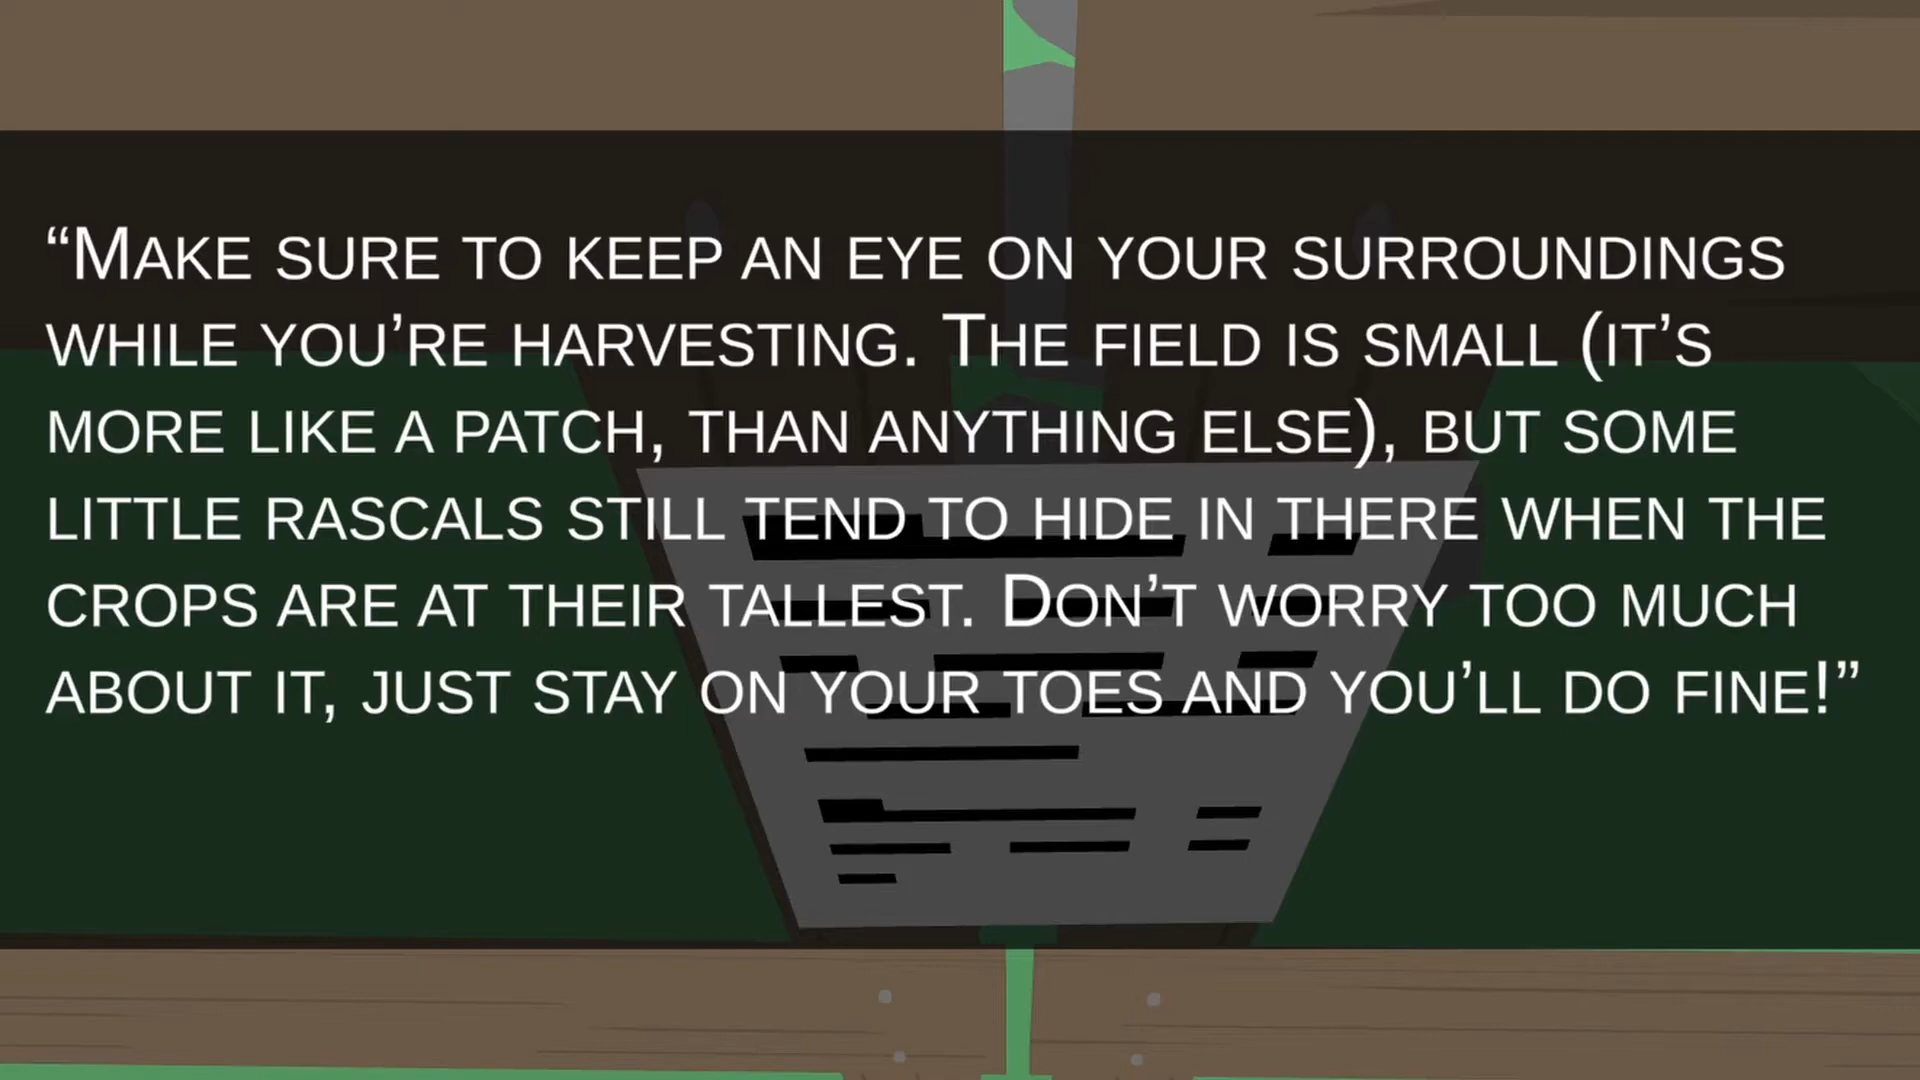 “Make sure to keep an eye on your surroundings
while you’re harvesting. The field is small (it’s
more like a patch, than anything else), but some
little rascals still tend to hide in there when the
crops are at their tallest. Don’t worry too much
about it, just stay on your toes and you’ll do fine!”